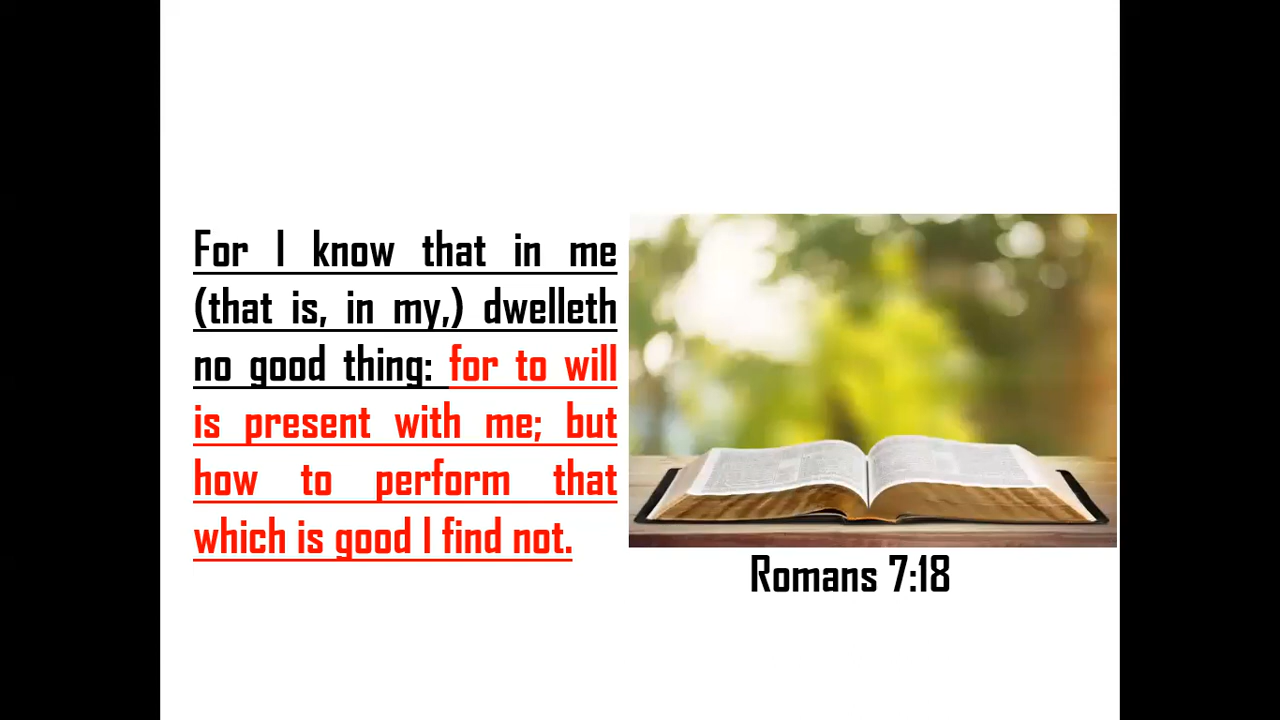 For I know that in me
(that is, in my,) dwelleth
no good thing: for to will
is present with me; but
how to perform that
which is good I find not.
Romans 7:18